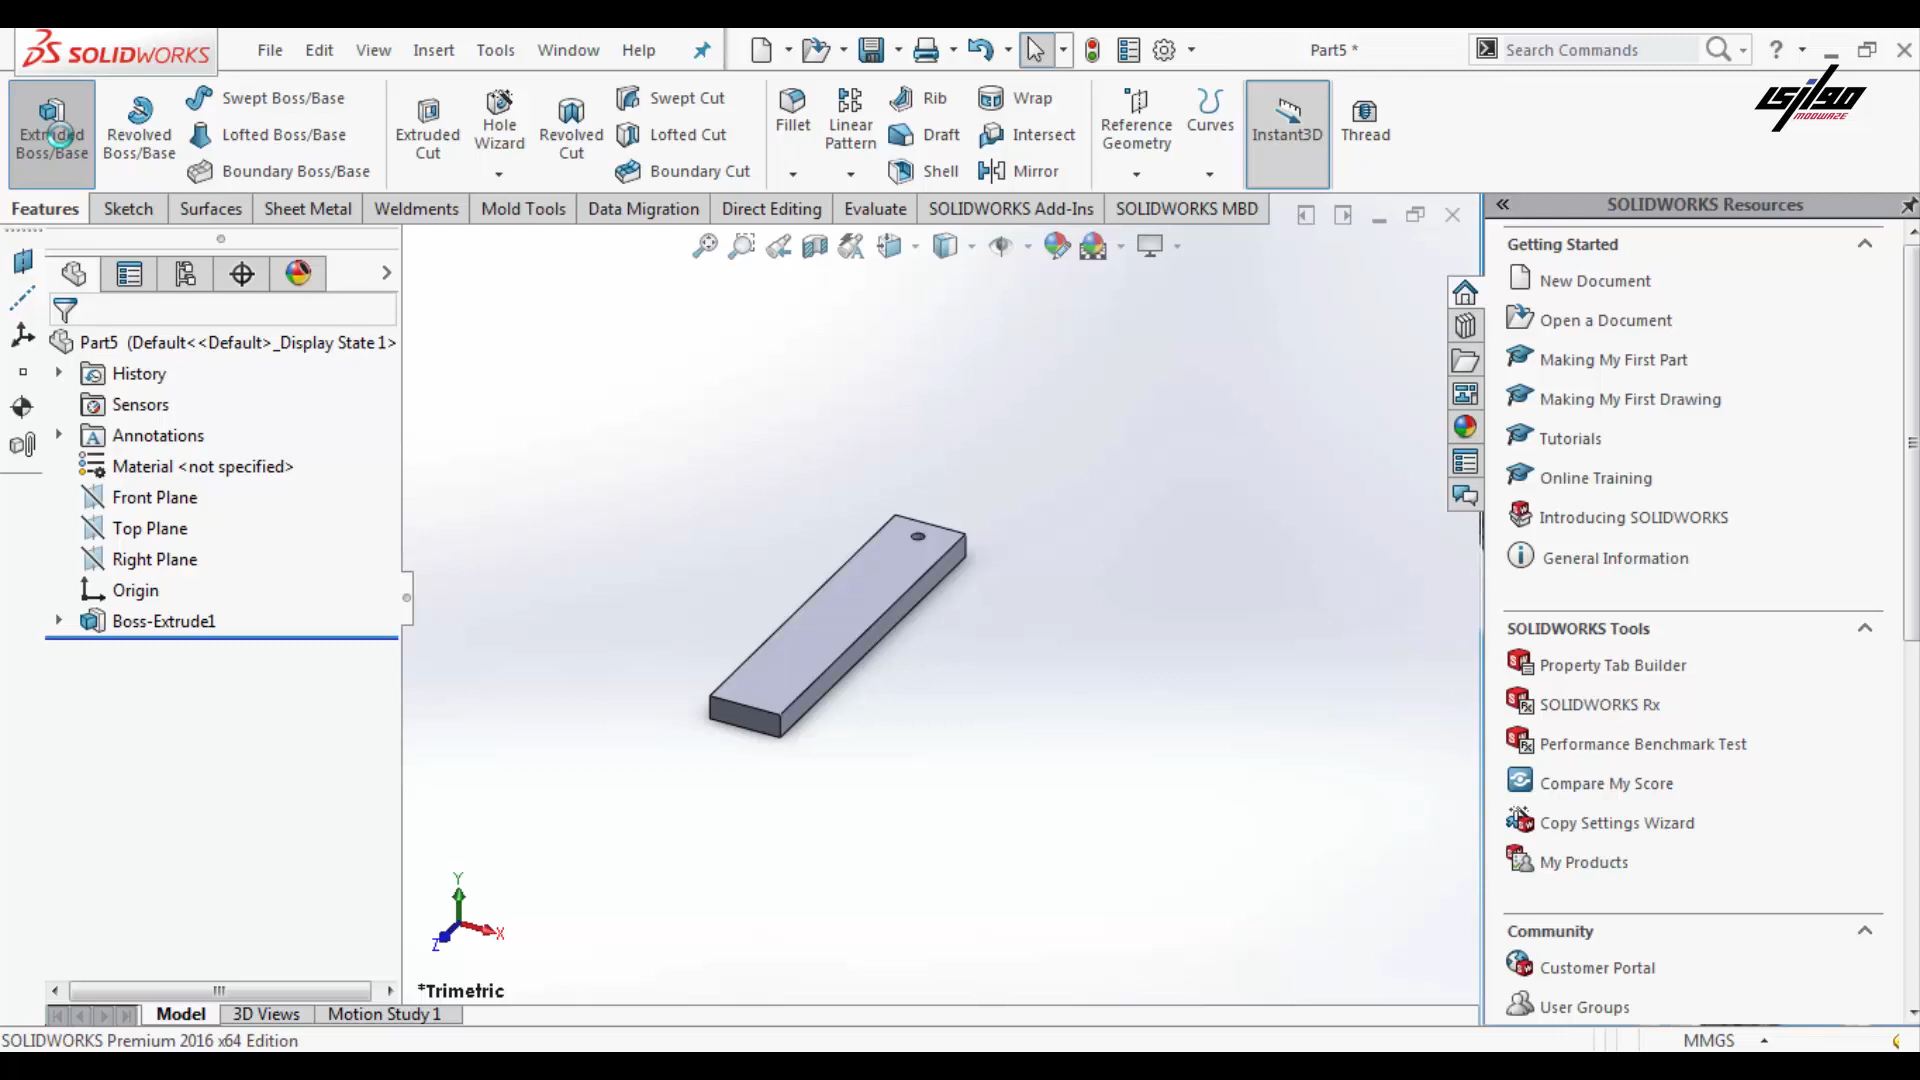 SOLIDWORKS
File Edit View Insert Tools Window Help
Part5 *
Search Commands
مدوازی
MODWAZE
Extruded Boss/Base
Revolved Boss/Base
Swept Boss/Base
Lofted Boss/Base
Boundary Boss/Base
Extruded Cut
Hole Wizard
Revolved Cut
Swept Cut
Lofted Cut
Boundary Cut
Fillet
Linear Pattern
Rib
Draft
Shell
Wrap
Intersect
Mirror
Reference Geometry
Curves
Instant3D
Thread
Features Sketch Surfaces Sheet Metal Weldments Mold Tools Data Migration Direct Editing Evaluate SOLIDWORKS Add-Ins SOLIDWORKS MBD
Part5 (Default<<Default>_Display State 1>
History
Sensors
A Annotations
Material <not specified>
Front Plane
Top Plane
Right Plane
Origin
Boss-Extrude1
Y
X
Z
*Trimetric
Model 3D Views Motion Study 1
SOLIDWORKS Premium 2016 x64 Edition
MMGS
SOLIDWORKS Resources
Getting Started
New Document
Open a Document
Making My First Part
Making My First Drawing
Tutorials
Online Training
Introducing SOLIDWORKS
General Information
SOLIDWORKS Tools
Property Tab Builder
SOLIDWORKS Rx
Performance Benchmark Test
Compare My Score
Copy Settings Wizard
My Products
Community
Customer Portal
User Groups